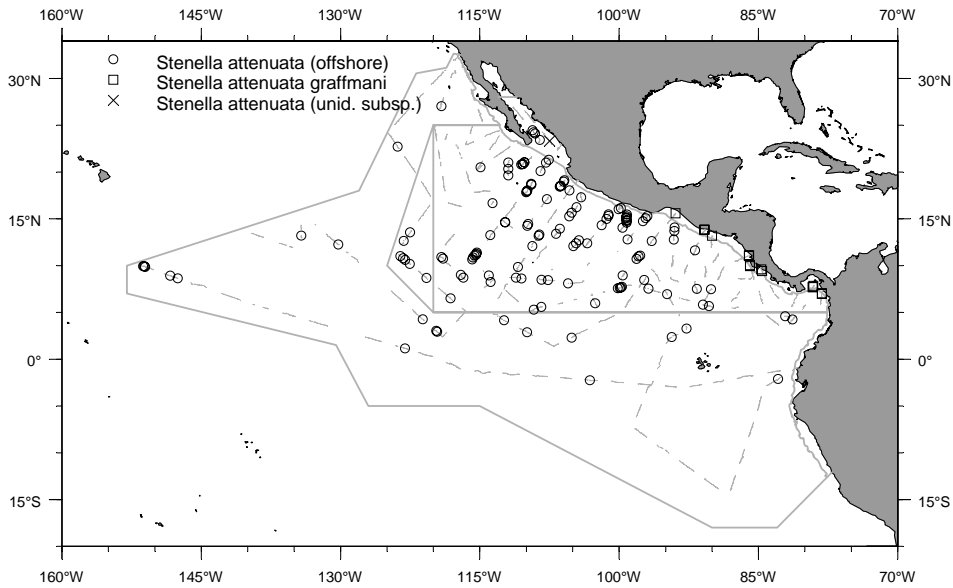 160°W 145°W 130°W 115°W 100°W 85°W 70°W
Stenella attenuata (offshore)
30°N 30°N
Stenella attenuata graffmani
Stenella attenuata (unid. subsp.)
15°N 15°N
0° 0°
15°S 15°S
160°W 145°W 130°W 115°W 100°W 85°W 70°W